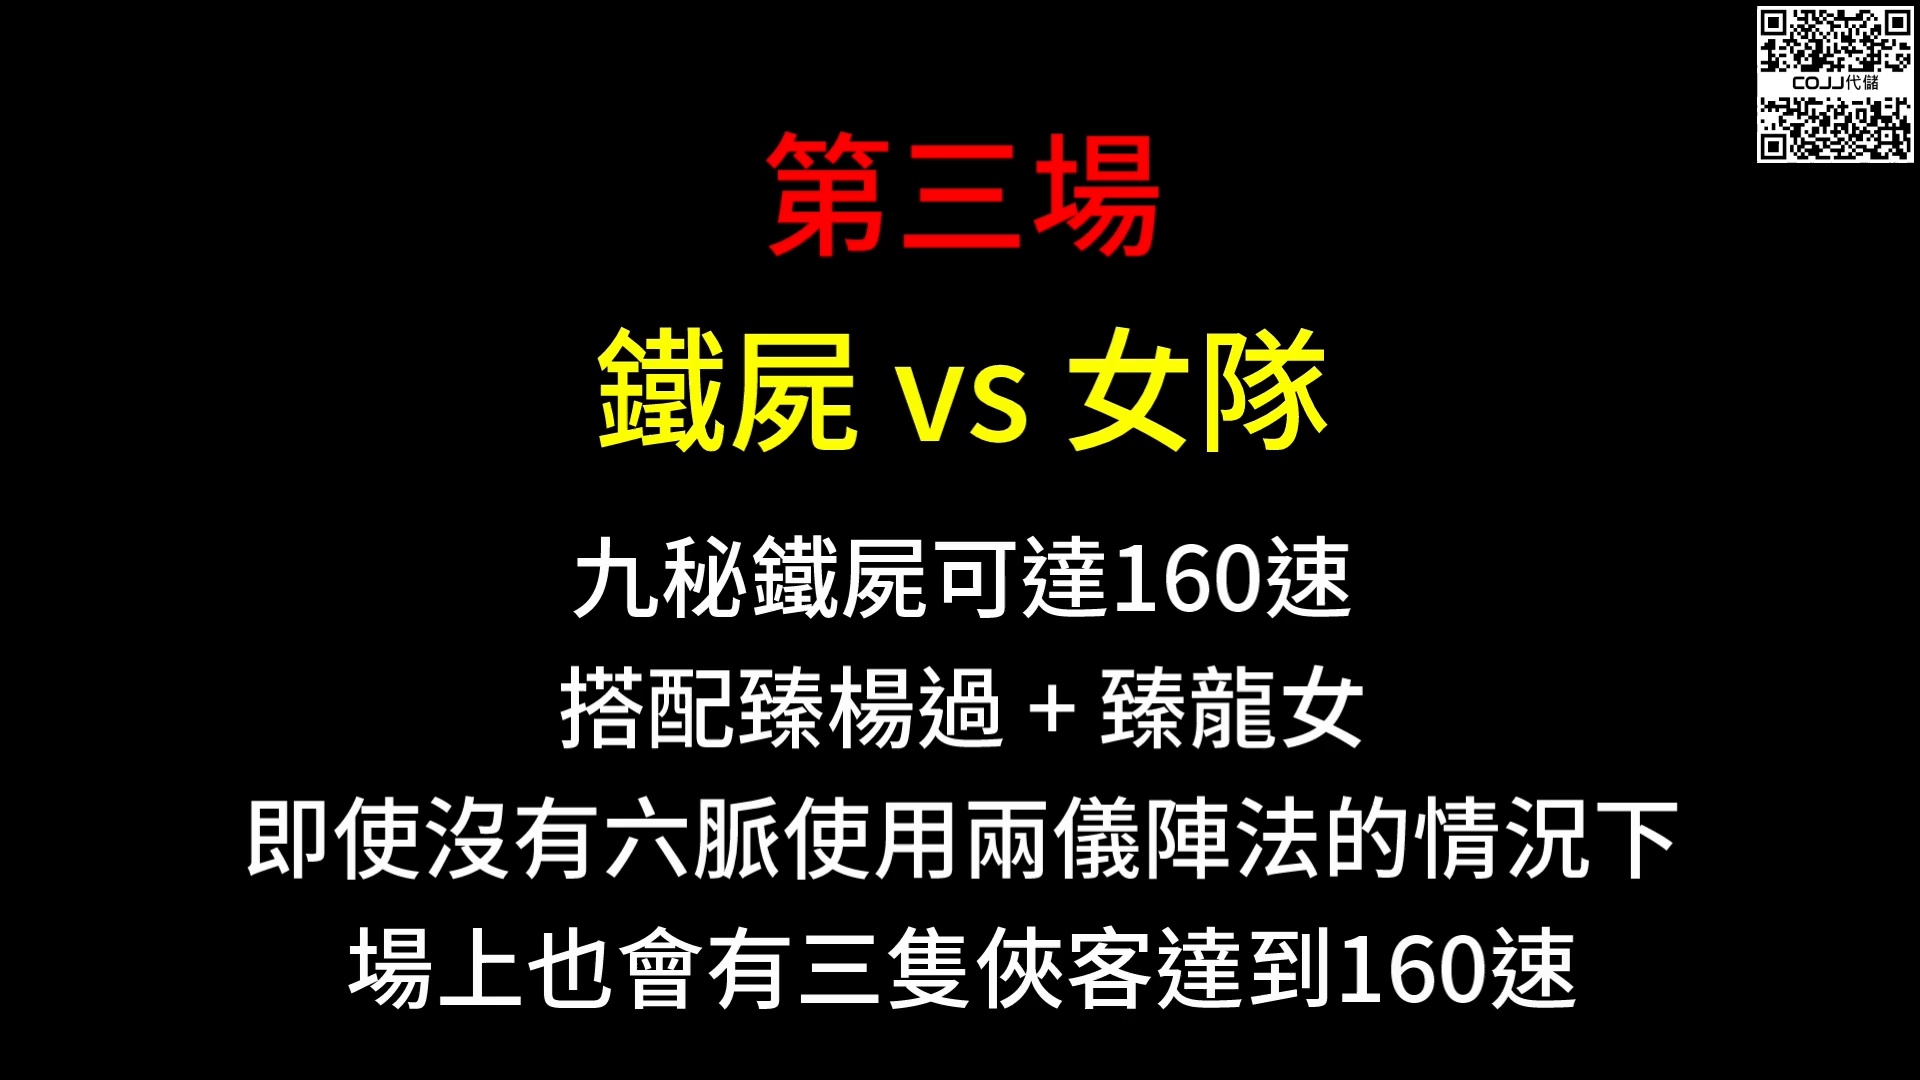 COJJ代儲
第三場
鐵屍 vs 女隊
九秘鐵屍可達160速
搭配臻楊過 + 臻龍女
即使沒有六脈使用兩儀陣法的情況下
場上也會有三隻俠客達到160速